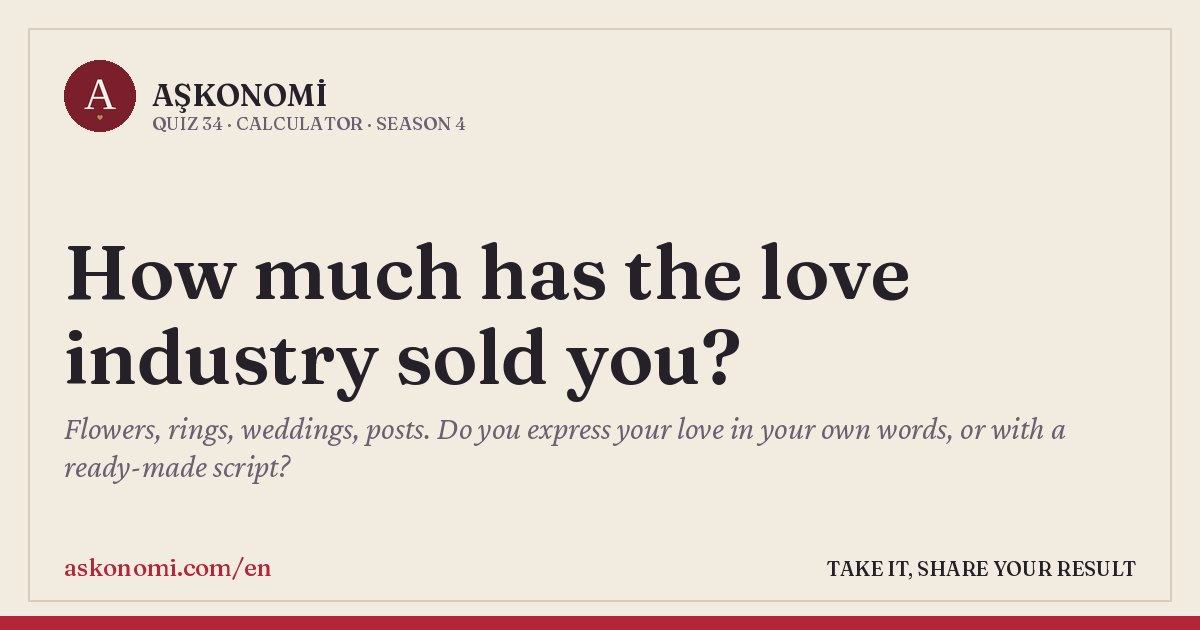 A
AŞKONOMİ
QUIZ 34 · CALCULATOR · SEASON 4
How much has the love
industry sold you?
Flowers, rings, weddings, posts. Do you express your love in your own words, or with a
ready-made script?
askonomi.com/en
TAKE IT, SHARE YOUR RESULT